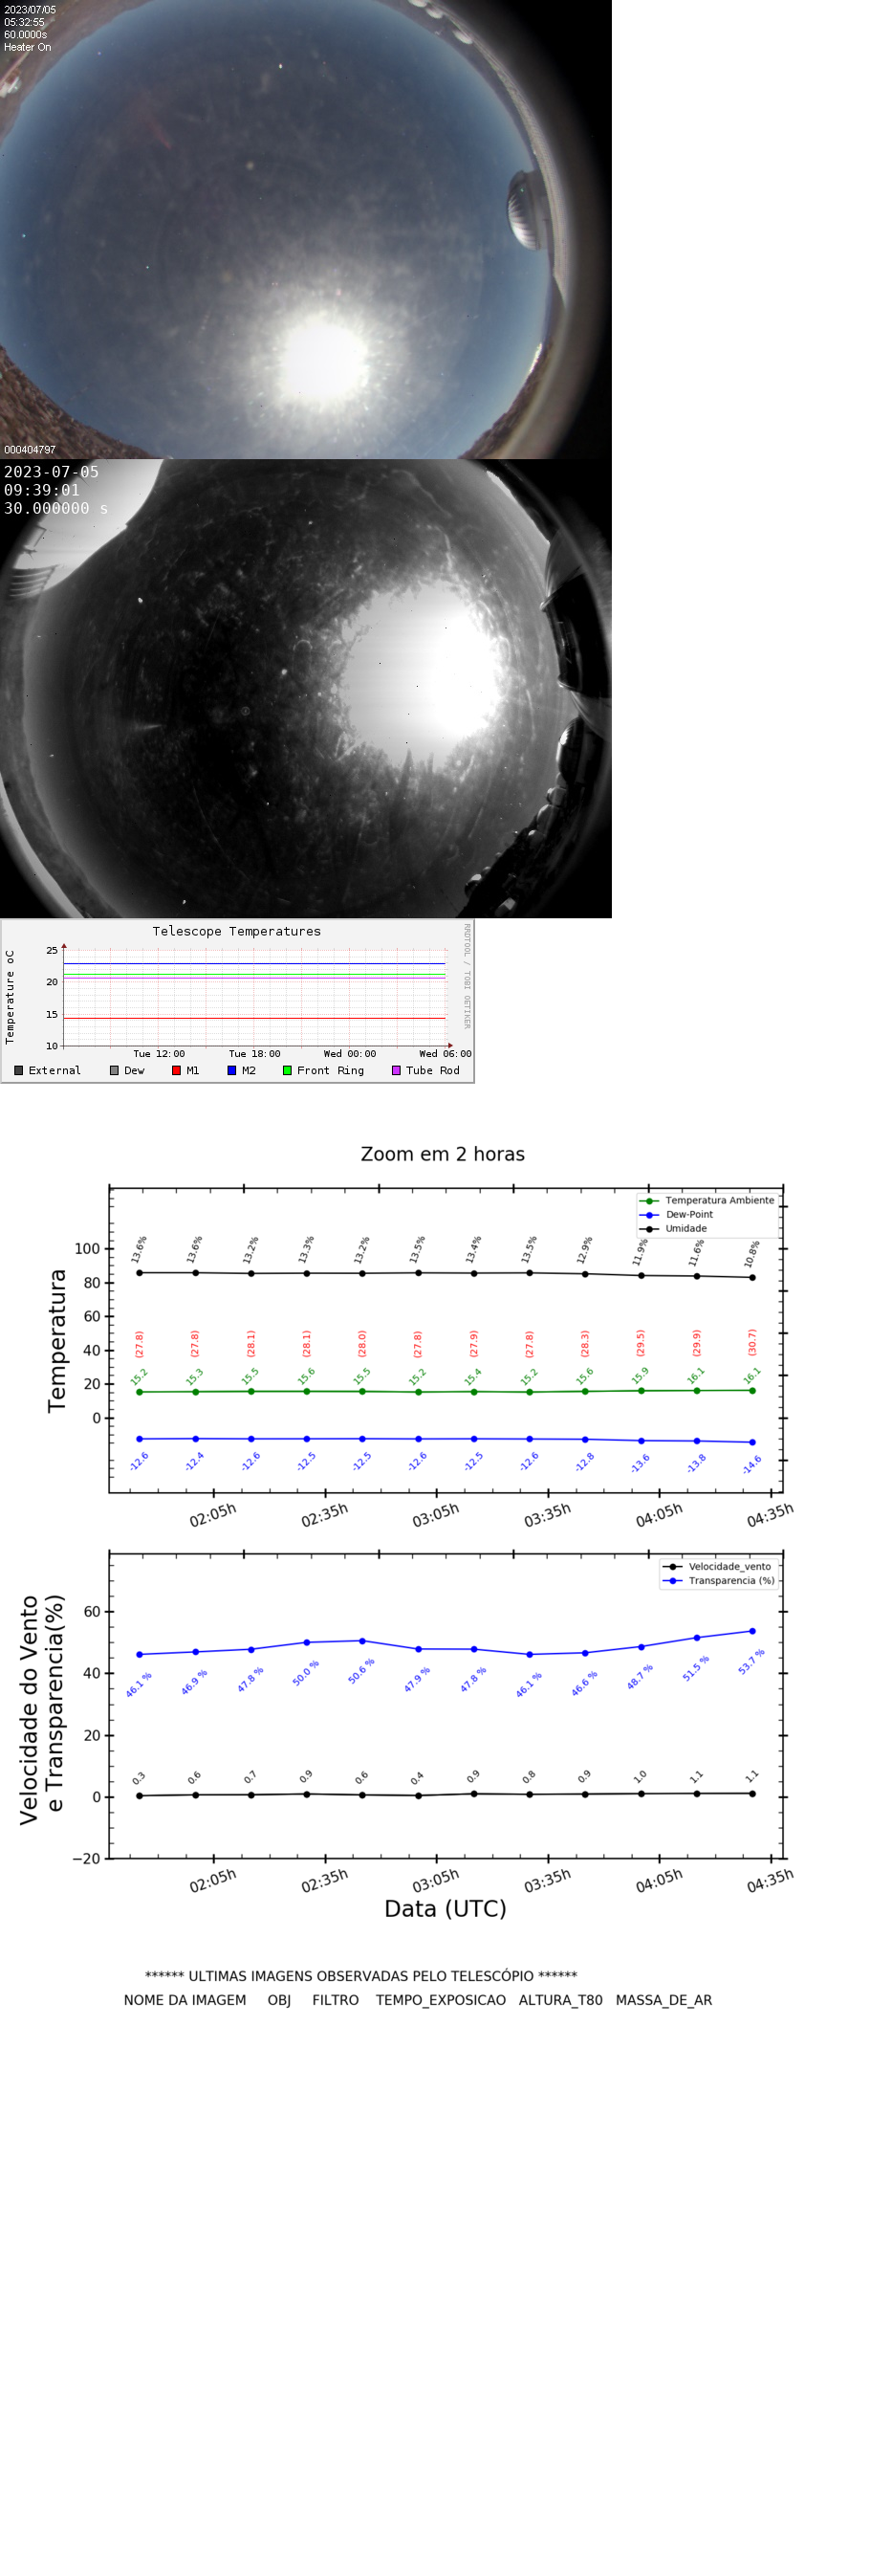 2023/07/05
05:32:55
60.0000s
Heater On
000404797
2023-07-05
09:39:01
30.000000 s
Telescope Temperatures
RRDTOOL / TOBI OETIKER
Temperature oC
25
20
15
10
Tue 12:00 Tue 18:00 Wed 00:00 Wed 06:00
External Dew M1 M2 Front Ring Tube Rod
Zoom em 2 horas
Temperatura Ambiente
Dew-Point
Umidade
Temperatura
100
80
60
40
20
0
13.6% 13.6% 13.2% 13.3% 13.2% 13.5% 13.4% 13.5% 12.9% 11.9% 11.6% 10.8%
(27.8) (27.8) (28.1) (28.1) (28.0) (27.8) (27.9) (27.8) (28.3) (29.5) (29.9) (30.7)
15.2 15.3 15.5 15.6 15.5 15.2 15.4 15.2 15.6 15.9 16.1 16.1
-12.6 -12.4 -12.6 -12.5 -12.5 -12.6 -12.5 -12.6 -12.8 -13.6 -13.8 -14.6
02:05h 02:35h 03:05h 03:35h 04:05h 04:35h
Velocidade_vento
Transparencia (%)
Velocidade do Vento
e Transparencia(%)
60
40
20
0
−20
46.1 % 46.9 % 47.8 % 50.0 % 50.6 % 47.9 % 47.8 % 46.1 % 46.6 % 48.7 % 51.5 % 53.7 %
0.3 0.6 0.7 0.9 0.6 0.4 0.9 0.8 0.9 1.0 1.1 1.1
02:05h 02:35h 03:05h 03:35h 04:05h 04:35h
Data (UTC)
****** ULTIMAS IMAGENS OBSERVADAS PELO TELESCÓPIO ******
NOME DA IMAGEM OBJ FILTRO TEMPO_EXPOSICAO ALTURA_T80 MASSA_DE_AR